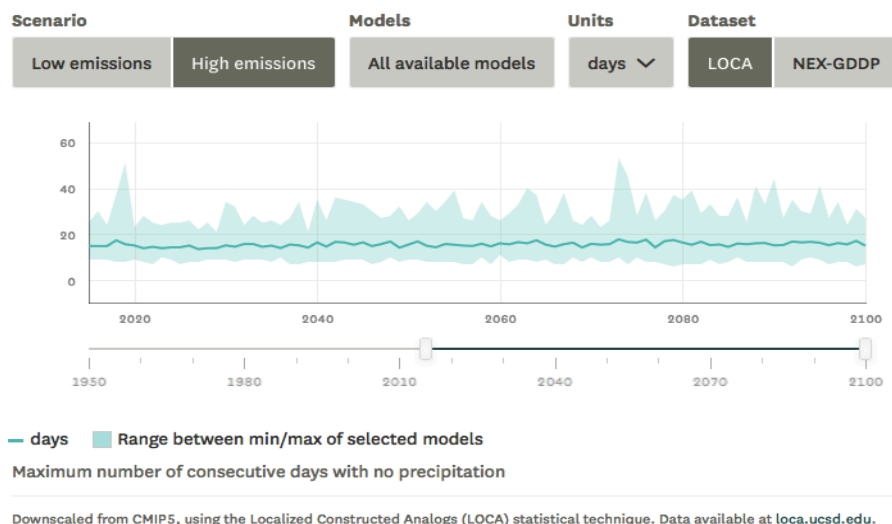 Scenario Models Units Dataset
Low emissions High emissions All available models days LOCA NEX-GDDP
60
40
20
0
2020 2040 2060 2080 2100
1950 1980 2010 2040 2070 2100
days Range between min/max of selected models
Maximum number of consecutive days with no precipitation
Downscaled from CMIP5, using the Localized Constructed Analogs (LOCA) statistical technique. Data available at loca.ucsd.edu.